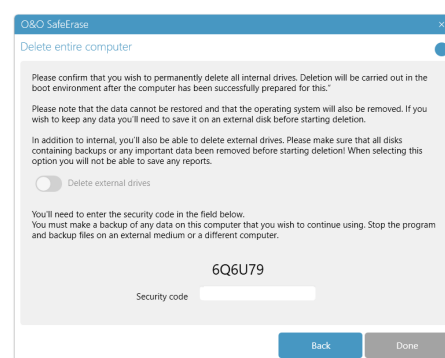 O&O SafeErase
Delete entire computer
Please confirm that you wish to permanently delete all internal drives. Deletion will be carried out in the
boot environment after the computer has been successfully prepared for this."
Please note that the data cannot be restored and that the operating system will also be removed. If you
wish to keep any data you'll need to save it on an external disk before starting deletion.
In addition to internal, you'll also be able to delete external drives. Please make sure that all disks
containing backups or any important data been removed before starting deletion! When selecting this
option you will not be able to save any reports.
Delete external drives
You'll need to enter the security code in the field below.
You must make a backup of any data on this computer that you wish to continue using. Stop the program
and backup files on an external medium or a different computer.
6Q6U79
Security code
Back Done